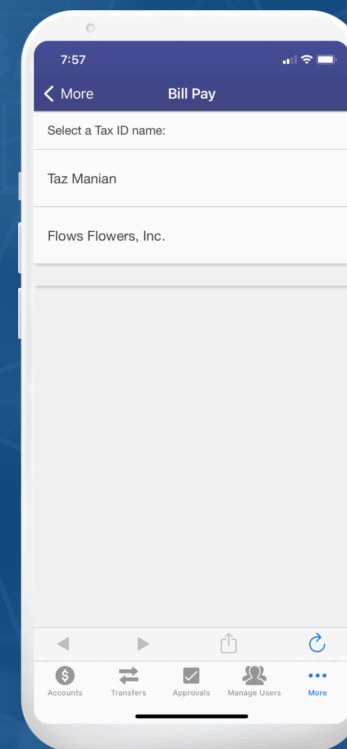 7:57
More
Bill Pay
Select a Tax ID name:
Taz Manian
Flows Flowers, Inc.
Accounts
Transfers
Approvals
Manage Users
More